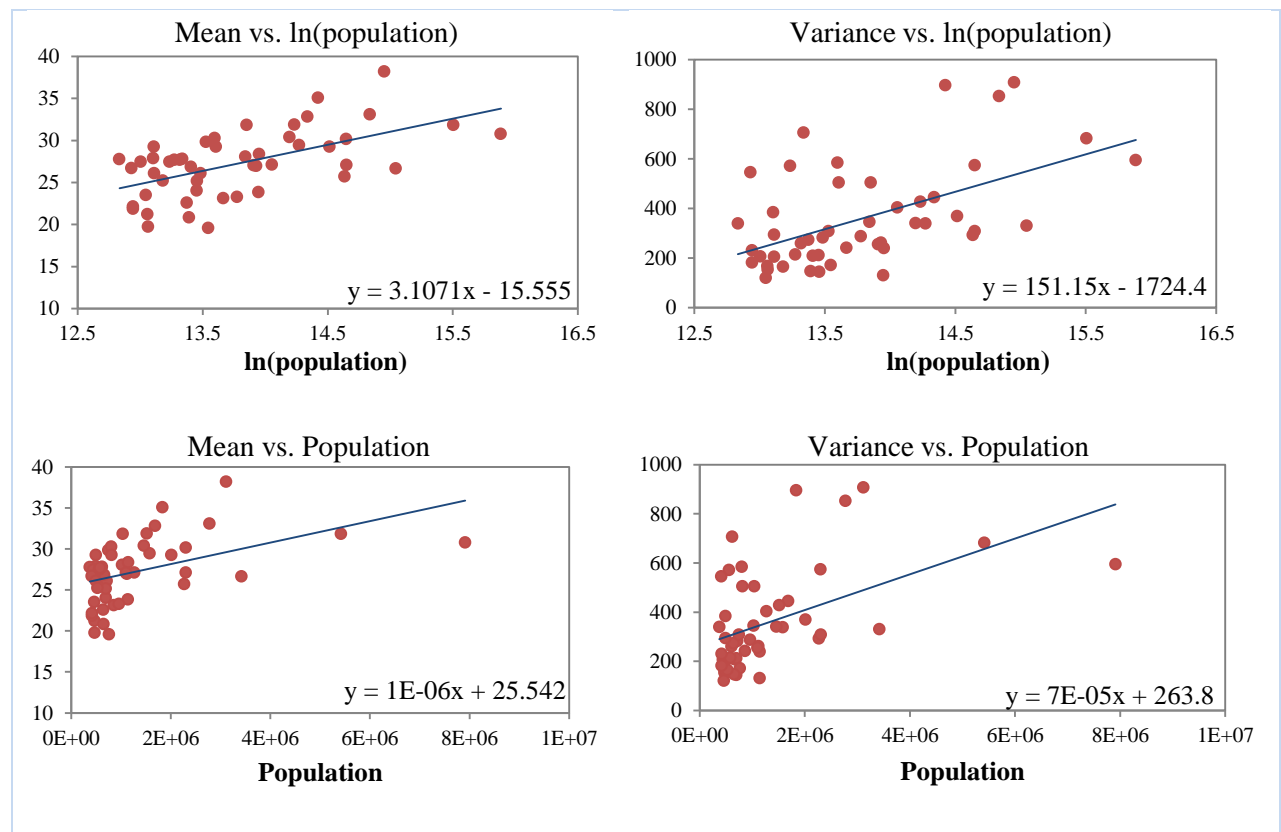 Mean vs. ln(population)
40
35
30
25
20
15
10
12.5 13.5 14.5 15.5 16.5
y = 3.1071x - 15.555
ln(population)
Variance vs. ln(population)
1000
800
600
400
200
0
12.5 13.5 14.5 15.5 16.5
y = 151.15x - 1724.4
ln(population)
Mean vs. Population
40
35
30
25
20
15
10
0E+00 2E+06 4E+06 6E+06 8E+06 1E+07
y = 1E-06x + 25.542
Population
Variance vs. Population
1000
800
600
400
200
0
0E+00 2E+06 4E+06 6E+06 8E+06 1E+07
y = 7E-05x + 263.8
Population